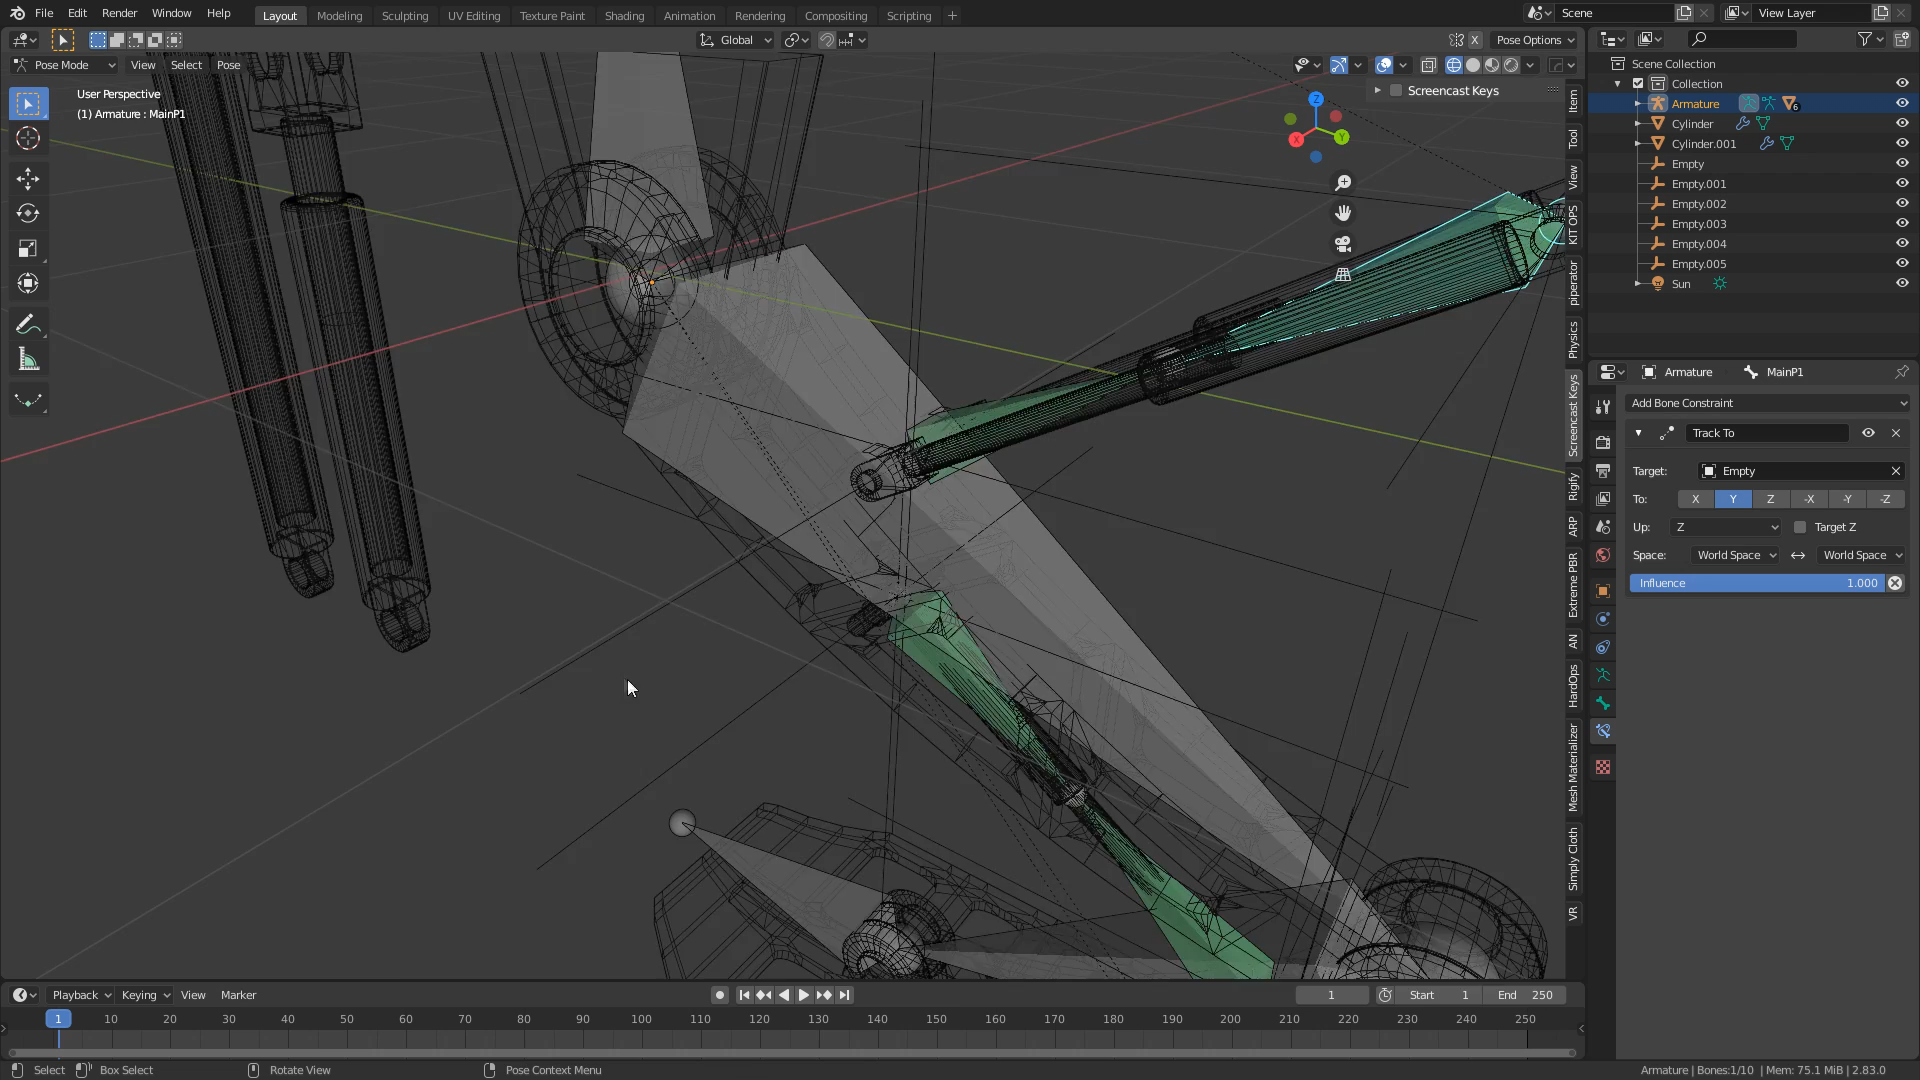 File Edit Render Window Help
Layout Modeling Sculpting UV Editing Texture Paint Shading Animation Rendering Compositing Scripting +
Scene
View Layer
Global
X Pose Options
Pose Mode View Select Pose
User Perspective
(1) Armature : MainP1
Screencast Keys
Z
Y
X
Item
Tool
View
KIT OPS
piperator
Physics
Screencast Keys
Rigify
ARP
Extreme PBR
AN
HardOps
Mesh Materializer
Simply Cloth
VR
Scene Collection
Collection
Armature 6
Cylinder
Cylinder.001
Empty
Empty.001
Empty.002
Empty.003
Empty.004
Empty.005
Sun
Armature MainP1
Add Bone Constraint
Track To
Target: Empty
To: X Y Z -X -Y -Z
Up: Z Target Z
Space: World Space World Space
Influence 1.000
Playback Keying View Marker
1 Start 1 End 250
1 10 20 30 40 50 60 70 80 90 100 110 120 130 140 150 160 170 180 190 200 210 220 230 240 250
Select Box Select Rotate View Pose Context Menu
Armature | Bones:1/10 | Mem: 75.1 MiB | 2.83.0